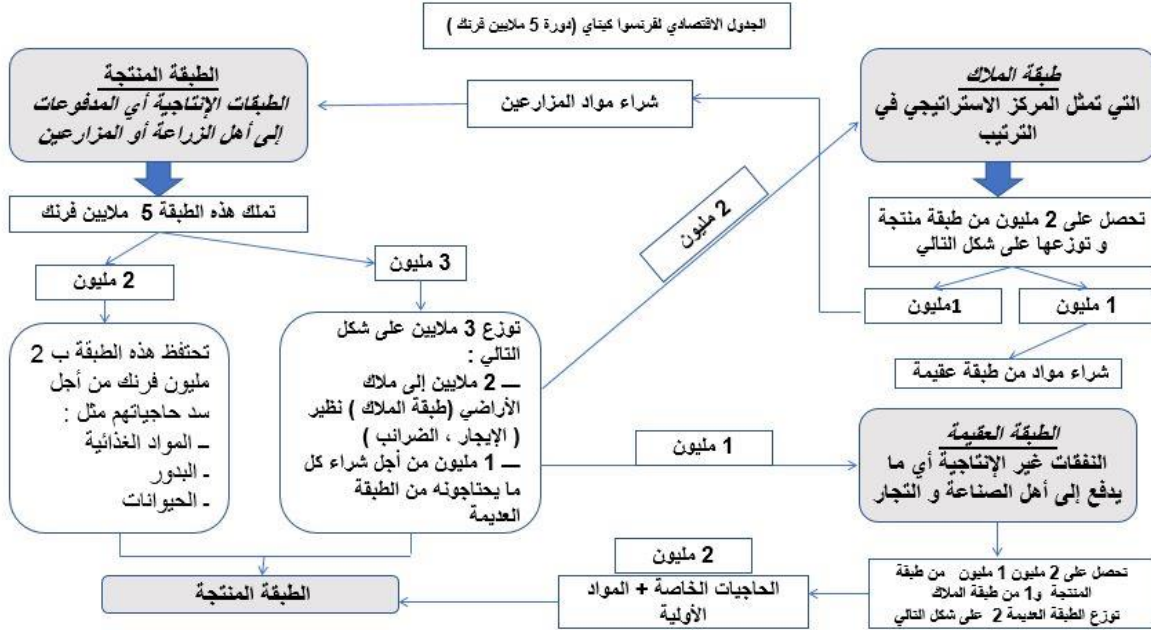 الجدول الاقتصادي لفرنسوا كيناي (دورة 5 ملايين فرنك )
طبقة الملاك
التي تمثل المركز الاستراتيجي في
الترتيب
شراء مواد المزارعين
الطبقة المنتجة
الطبقات الإنتاجية أي المدفوعات
إلى أهل الزراعة أو المزارعين
تملك هذه الطبقة 5 ملايين فرنك
2 مليون
3 مليون
تحتفظ هذه الطبقة ب 2
مليون فرنك من أجل
سد حاجياتهم مثل :
ــ المواد الغذائية
ـ البدور
ـ الحيوانات
توزع 3 ملايين على شكل
التالي :
ــ 2 ملايين إلى ملاك
الأراضي (طبقة الملاك ) نظير
( الإيجار ، الضرائب )
ــ 1 مليون من أجل شراء كل
ما يحتاجونه من الطبقة
العديمة
2 مليون
تحصل على 2 مليون من طبقة منتجة
و توزعها على شكل التالي
1 مليون
1مليون
شراء مواد من طبقة عقيمة
1 مليون
الطبقة العقيمة
النفقات غير الإنتاجية أي ما
يدفع إلى أهل الصناعة و التجار
تحصل على 2 مليون 1 مليون من طبقة
المنتجة و1 من طبقة الملاك
توزع الطبقة العديمة 2 على شكل التالي
2 مليون
الحاجيات الخاصة + المواد
الأولية
الطبقة المنتجة